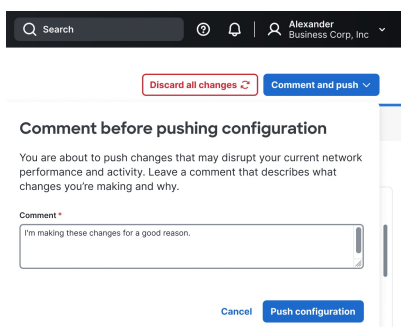 Search
Alexander
Business Corp, Inc
Discard all changes
Comment and push
Comment before pushing configuration
You are about to push changes that may disrupt your current network
performance and activity. Leave a comment that describes what
changes you're making and why.
Comment *
I'm making these changes for a good reason.
Cancel
Push configuration